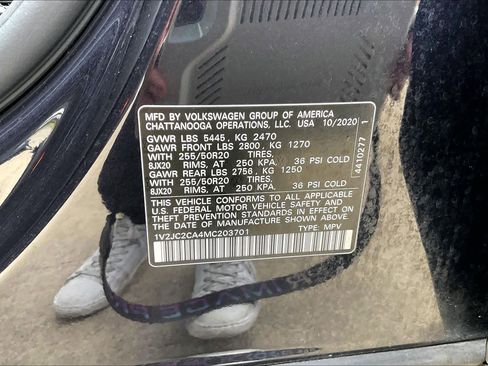 MFD BY VOLKSWAGEN GROUP OF AMERICA
CHATTANOOGA OPERATIONS, LLC. USA 10/2020
GVWR LBS 5445, KG 2470
GAWR FRONT LBS 2800, KG 1270
WITH 255/50R20 TIRES,
8JX20 RIMS, AT 250 KPA. 36 PSI COLD
GAWR REAR LBS 2756, KG 1250
WITH 255/50R20 TIRES,
8JX20 RIMS, AT 250 KPA. 36 PSI COLD
THIS VEHICLE CONFORMS TO ALL APPLICABLE
U.S. FEDERAL MOTOR VEHICLE SAFETY AND
THEFT PREVENTION STANDARDS IN EFFECT ON THE
DATE OF MANUFACTURE SHOWN ABOVE.
1V2JC2CA4MC203701 TYPE: MPV
4410277 1